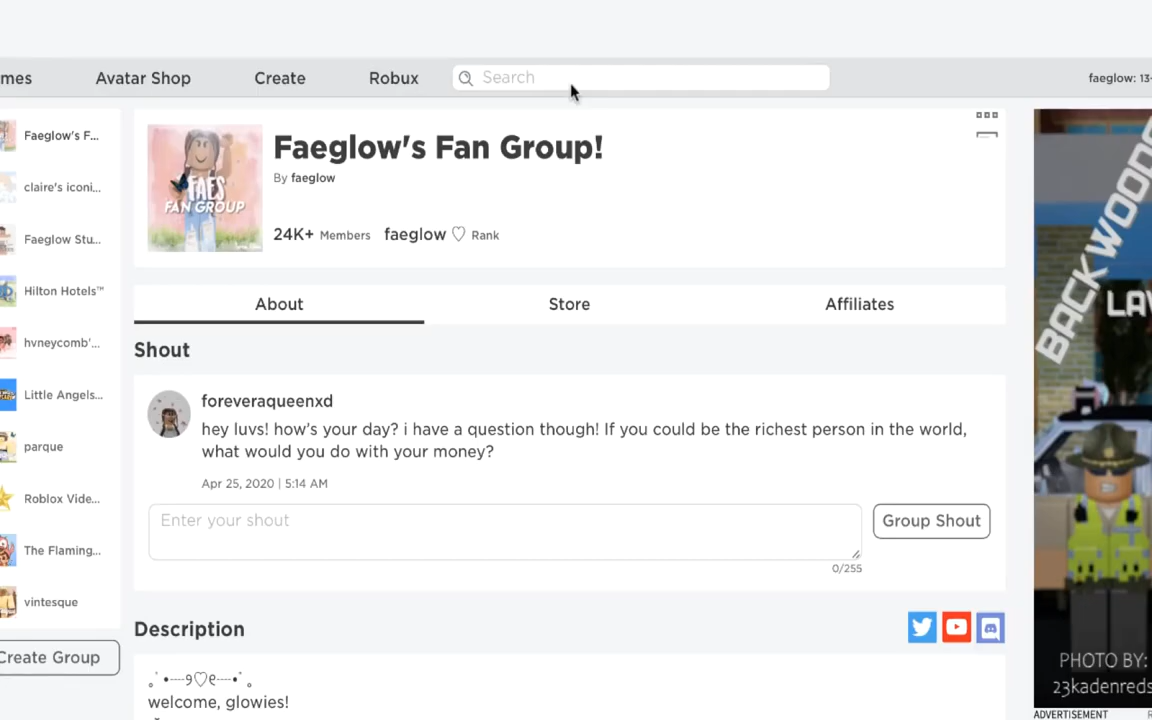 mes
Avatar Shop
Create
Robux
Search
faeglow: 13-
Faeglow's F...
claire's iconi...
Faeglow Stu...
Hilton Hotels™
hvneycomb'...
Little Angels...
parque
Roblox Vide...
The Flaming...
vintesque
Create Group
FAES
FAN GROUP
Faeglow's Fan Group!
By faeglow
24K+ Members faeglow ♡ Rank
About
Store
Affiliates
Shout
foreveraqueenxd
hey luvs! how's your day? i have a question though! If you could be the richest person in the world,
what would you do with your money?
Apr 25, 2020 | 5:14 AM
Enter your shout
Group Shout
0/255
Description
welcome, glowies!
BACKWOODS
LAV
PHOTO BY:
23kadenreds
ADVERTISEMENT
R